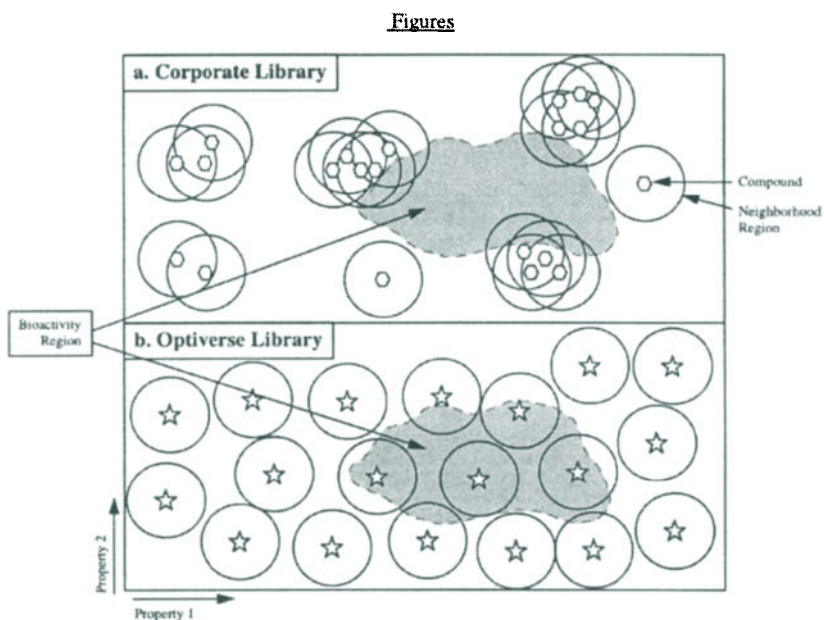 Figures
a. Corporate Library
Compound
Neighborhood
Region
Bioactivity
Region
b. Optiverse Library
Property 2
Property 1